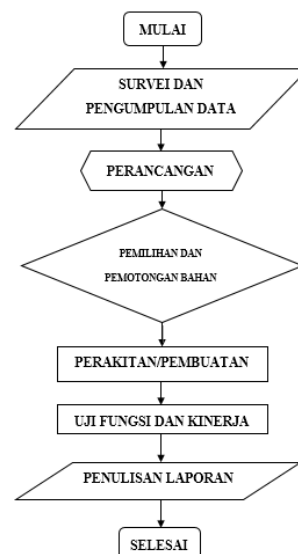 MULAI
SURVEI DAN
PENGUMPULAN DATA
PERANCANGAN
PEMILIHAN DAN
PEMOTONGAN BAHAN
PERAKITAN/PEMBUATAN
UJI FUNGSI DAN KINERJA
PENULISAN LAPORAN
SELESAI